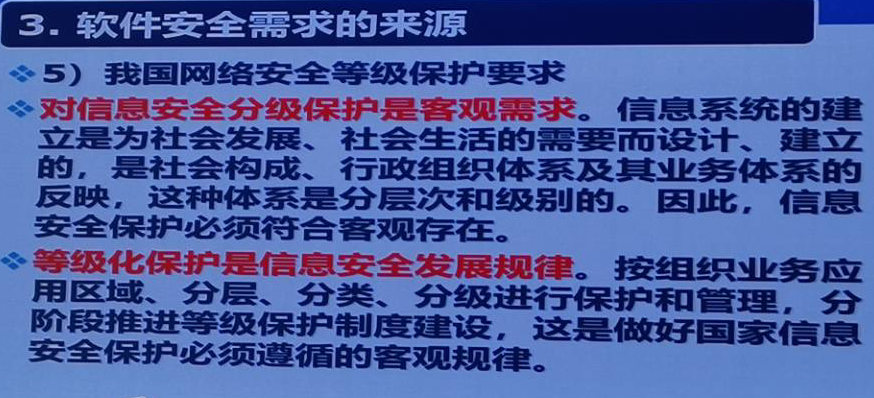 3. 软件安全需求的来源
5）我国网络安全等级保护要求
对信息安全分级保护是客观需求。信息系统的建
立是为社会发展、社会生活的需要而设计、建立
的，是社会构成、行政组织体系及其业务体系的
反映，这种体系是分层次和级别的。因此，信息
安全保护必须符合客观存在。
等级化保护是信息安全发展规律。按组织业务应
用区域、分层、分类、分级进行保护和管理，分
阶段推进等级保护制度建设，这是做好国家信息
安全保护必须遵循的客观规律。